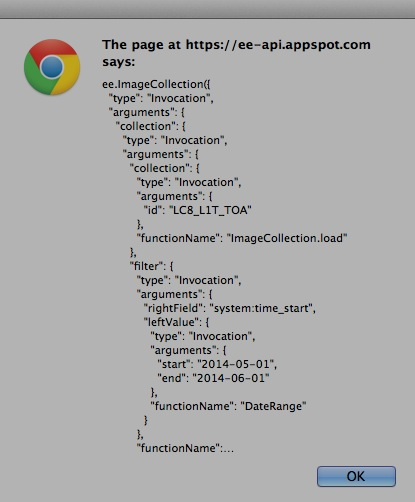 The page at https://ee-api.appspot.com
says:
ee.ImageCollection({
  "type": "Invocation",
  "arguments": {
    "collection": {
      "type": "Invocation",
      "arguments": {
        "collection": {
          "type": "Invocation",
          "arguments": {
            "id": "LC8_L1T_TOA"
          },
          "functionName": "ImageCollection.load"
        },
        "filter": {
          "type": "Invocation",
          "arguments": {
            "rightField": "system:time_start",
            "leftValue": {
              "type": "Invocation",
              "arguments": {
                "start": "2014-05-01",
                "end": "2014-06-01"
              },
              "functionName": "DateRange"
            }
          },
          "functionName":...
OK